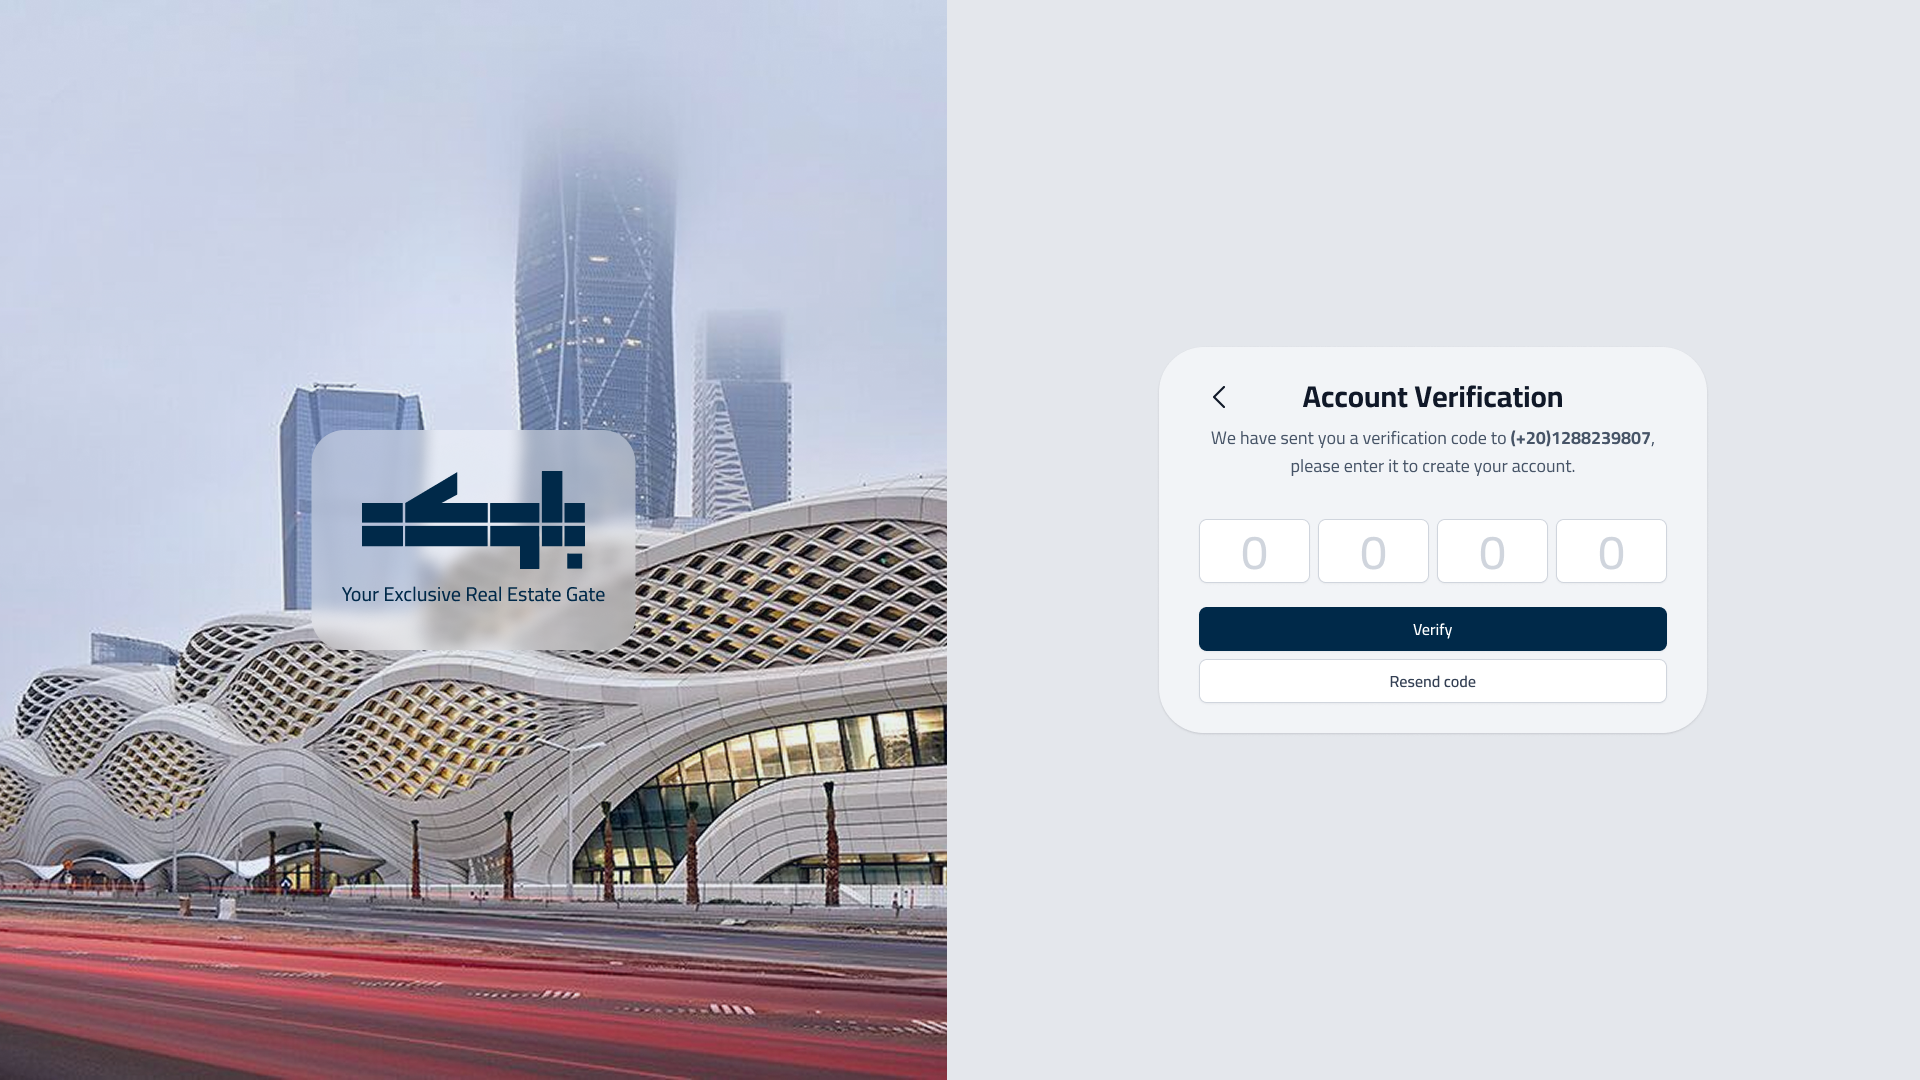 Your Exclusive Real Estate Gate
Account Verification
We have sent you a verification code to (+20)1288239807,
please enter it to create your account.
0 0 0 0
Verify
Resend code